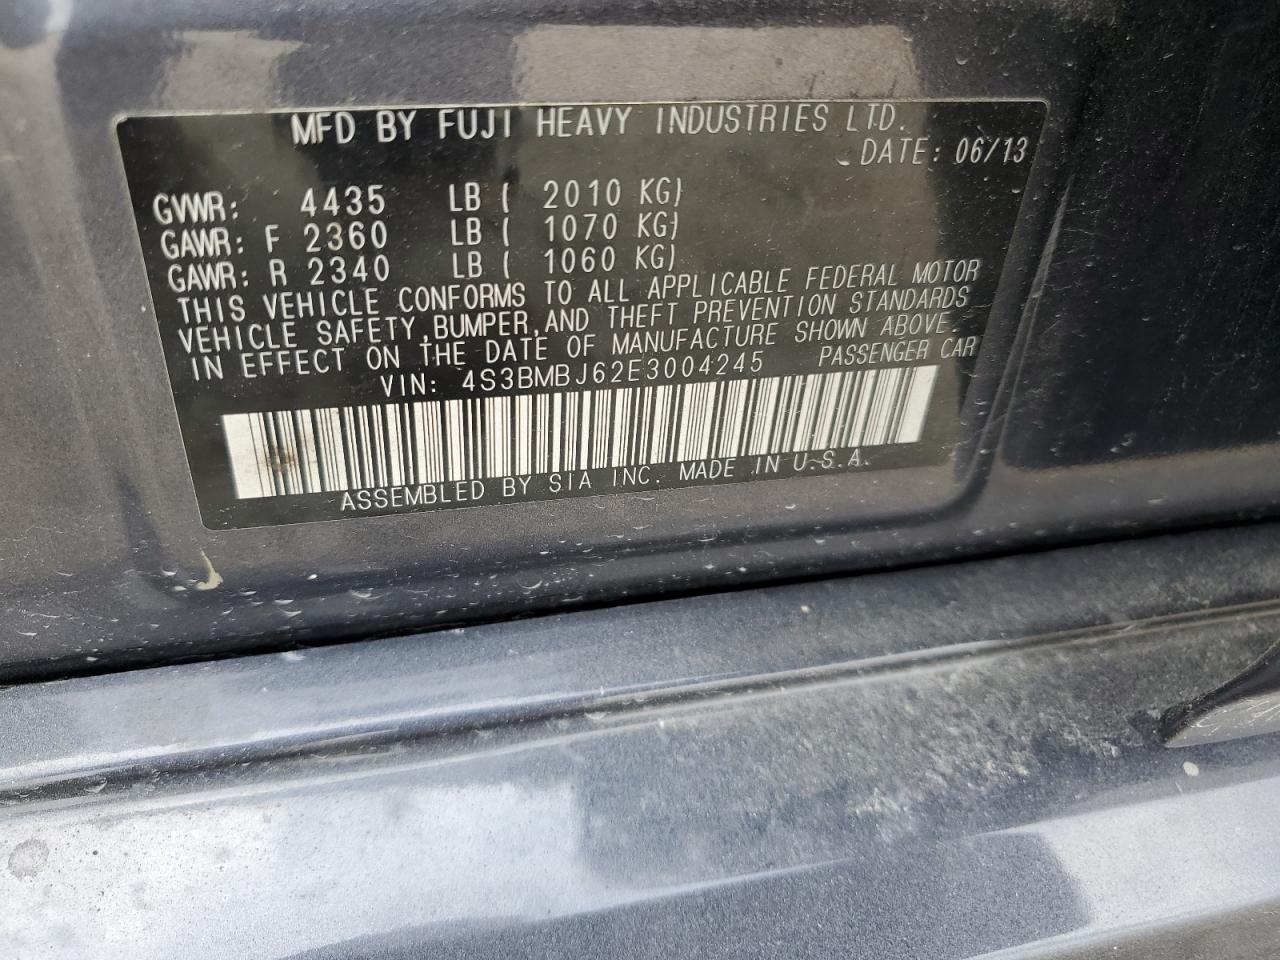 MFD BY FUJI HEAVY INDUSTRIES LTD.
DATE: 06/13
GVWR: 4435 LB ( 2010 KG)
GAWR: F 2360 LB ( 1070 KG)
GAWR: R 2340 LB ( 1060 KG)
THIS VEHICLE CONFORMS TO ALL APPLICABLE FEDERAL MOTOR
VEHICLE SAFETY, BUMPER, AND THEFT PREVENTION STANDARDS
IN EFFECT ON THE DATE OF MANUFACTURE SHOWN ABOVE.
VIN: 4S3BMBJ62E3004245 PASSENGER CAR
ASSEMBLED BY SIA INC. MADE IN U.S.A.